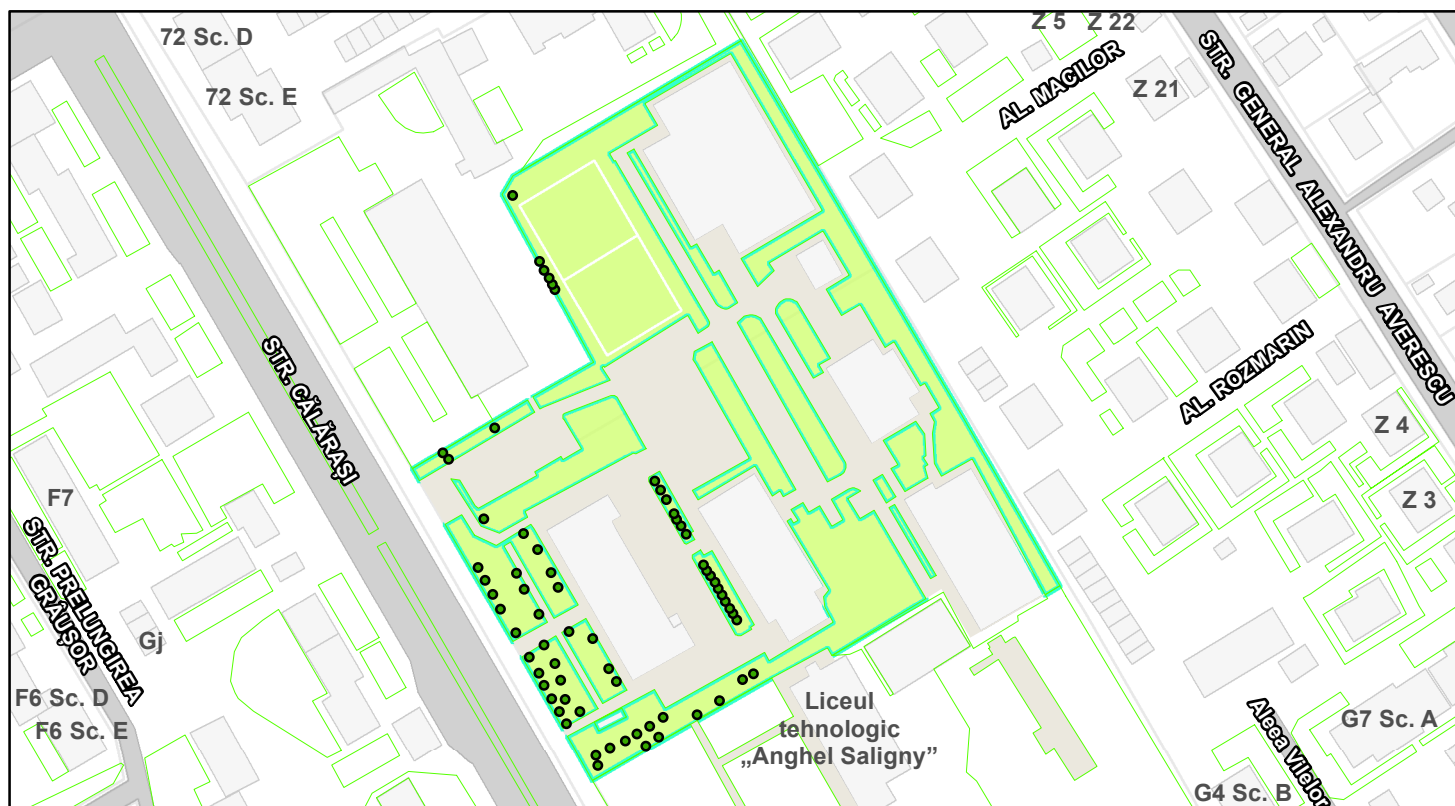 72 Sc. D
Z 5
Z 22
72 Sc. E
AL. MACILOR
Z 21
STR. GENERAL ALEXANDRU AVERESCU
STR. CĂLĂRAȘI
AL. ROZMARIN
Z 4
F7
Z 3
STR. PRELUNGIREA
GRÂUȘOR
Gj
F6 Sc. D
F6 Sc. E
Liceul
tehnologic
„Anghel Saligny”
Aleea Vilelor
G7 Sc. A
G4 Sc. B